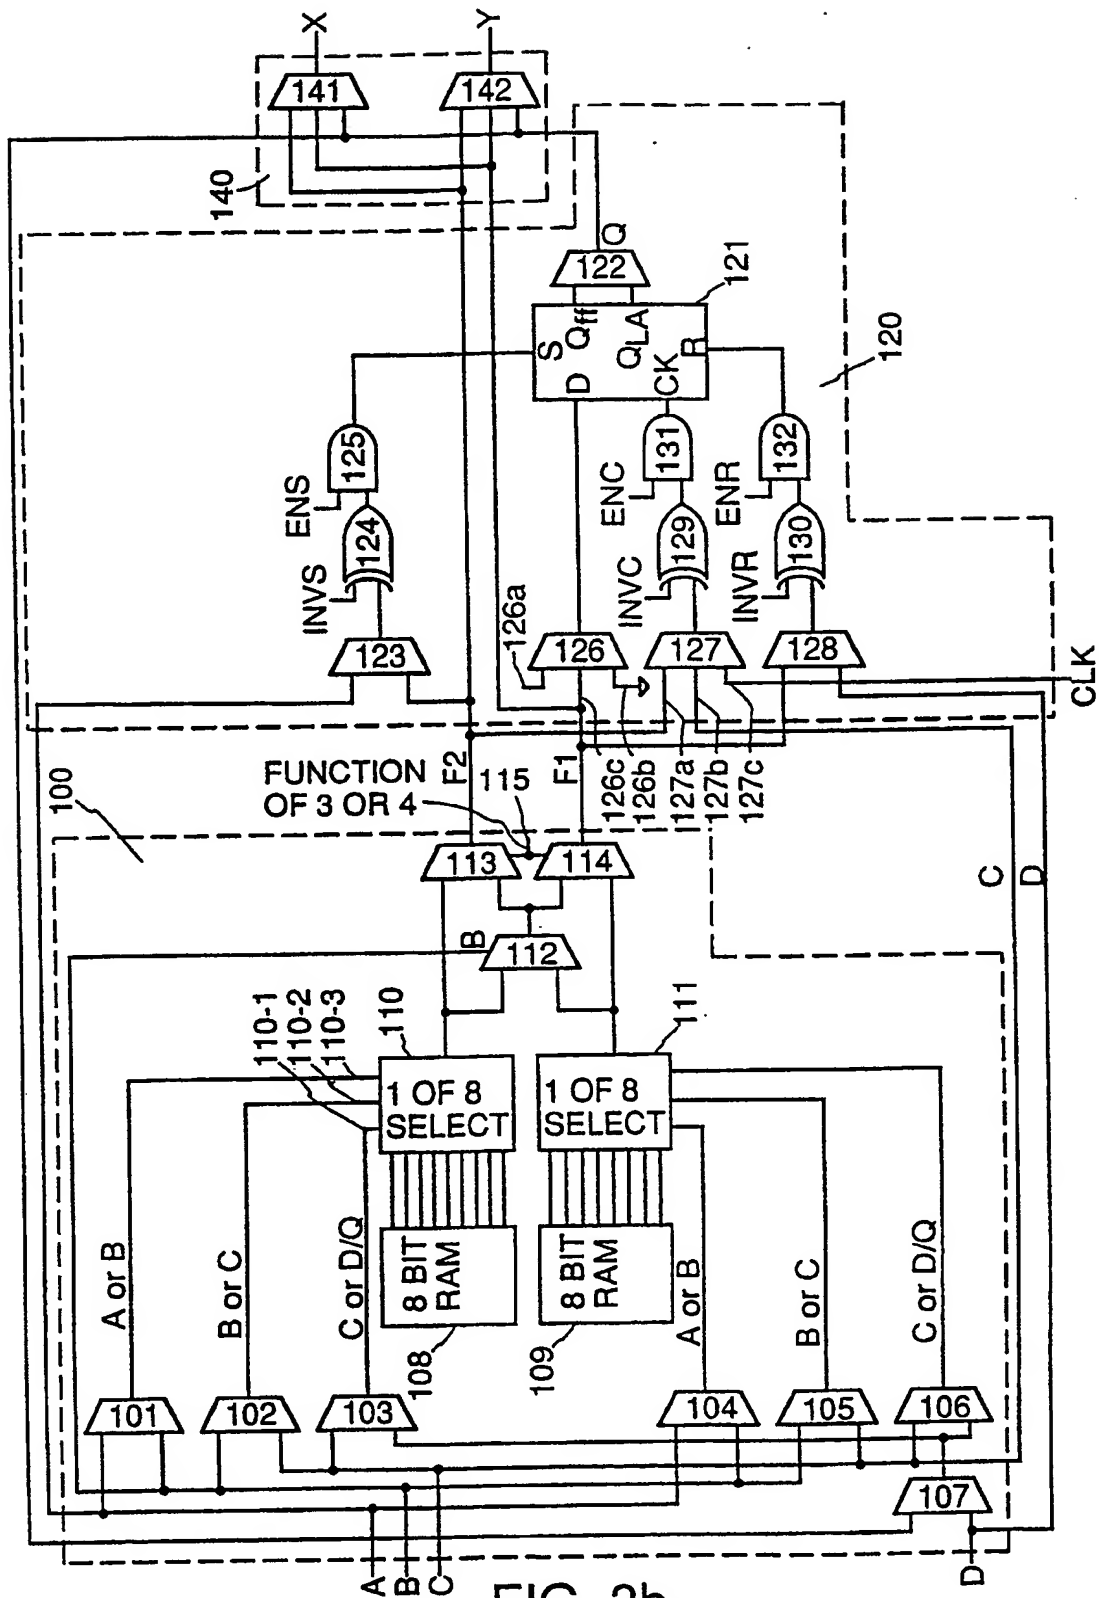 X
Y
141
142
140
122
Q
121
S
Qff
D
QLA
CK
R
120
125
ENS
124
INVS
131
132
ENC
ENR
129
130
INVC
INVR
126a
123
126
127
128
CLK
100
FUNCTION
OF 3 OR 4
115
F2
F1
126c
126b
127a
127b
127c
113
114
C
D
B
112
110-1
110-2
110-3
110
111
1 OF 8
SELECT
1 OF 8
SELECT
A or B
B or C
C or D/Q
8 BIT
RAM
8 BIT
RAM
A or B
B or C
C or D/Q
108
109
101
102
103
104
105
106
107
A
B
C
D